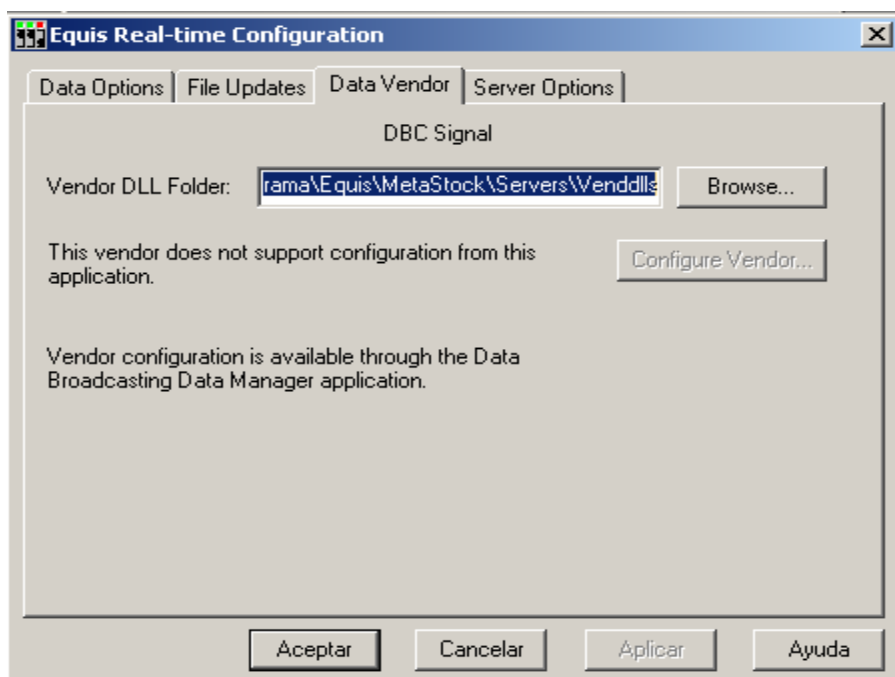 Equis Real-time Configuration
Data Options File Updates Data Vendor Server Options
DBC Signal
Vendor DLL Folder: rama\Equis\MetaStock\Servers\Venddlls Browse...
This vendor does not support configuration from this
application.
Configure Vendor...
Vendor configuration is available through the Data
Broadcasting Data Manager application.
Aceptar Cancelar Aplicar Ayuda